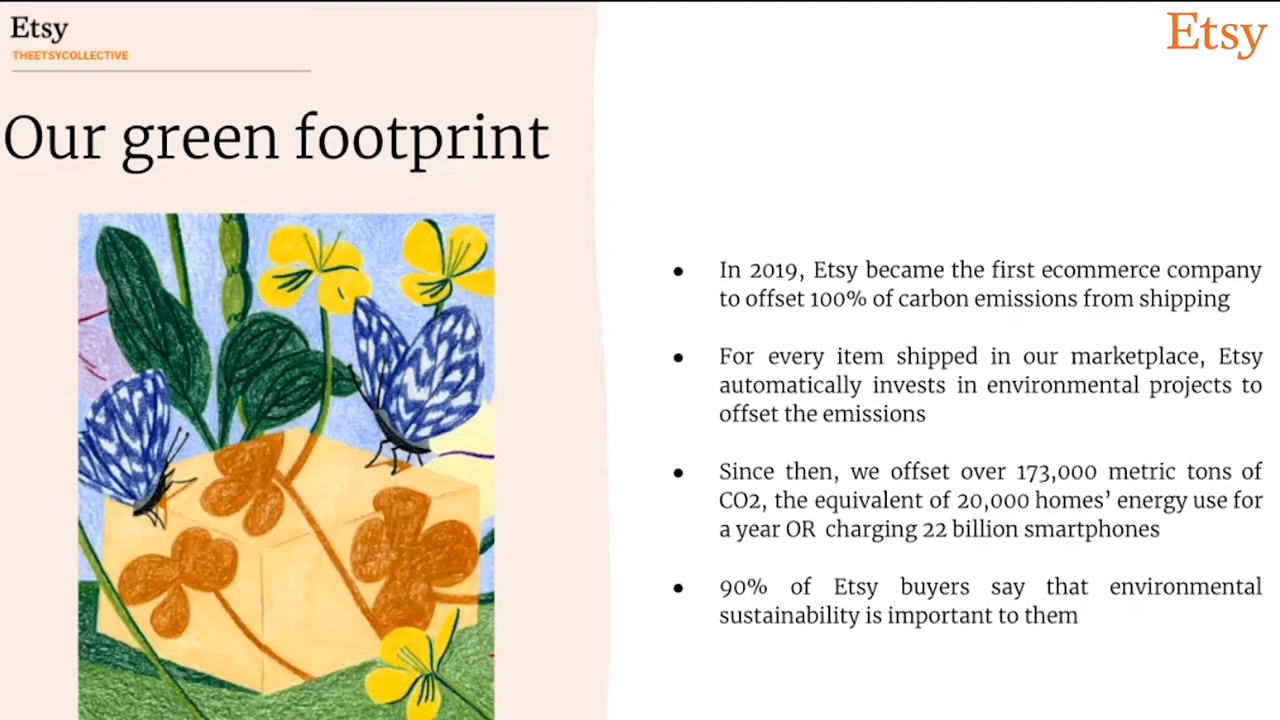 Etsy
THEETSYCOLLECTIVE
Our green footprint
Etsy
● In 2019, Etsy became the first ecommerce company
to offset 100% of carbon emissions from shipping
● For every item shipped in our marketplace, Etsy
automatically invests in environmental projects to
offset the emissions
● Since then, we offset over 173,000 metric tons of
CO2, the equivalent of 20,000 homes’ energy use for
a year OR charging 22 billion smartphones
● 90% of Etsy buyers say that environmental
sustainability is important to them